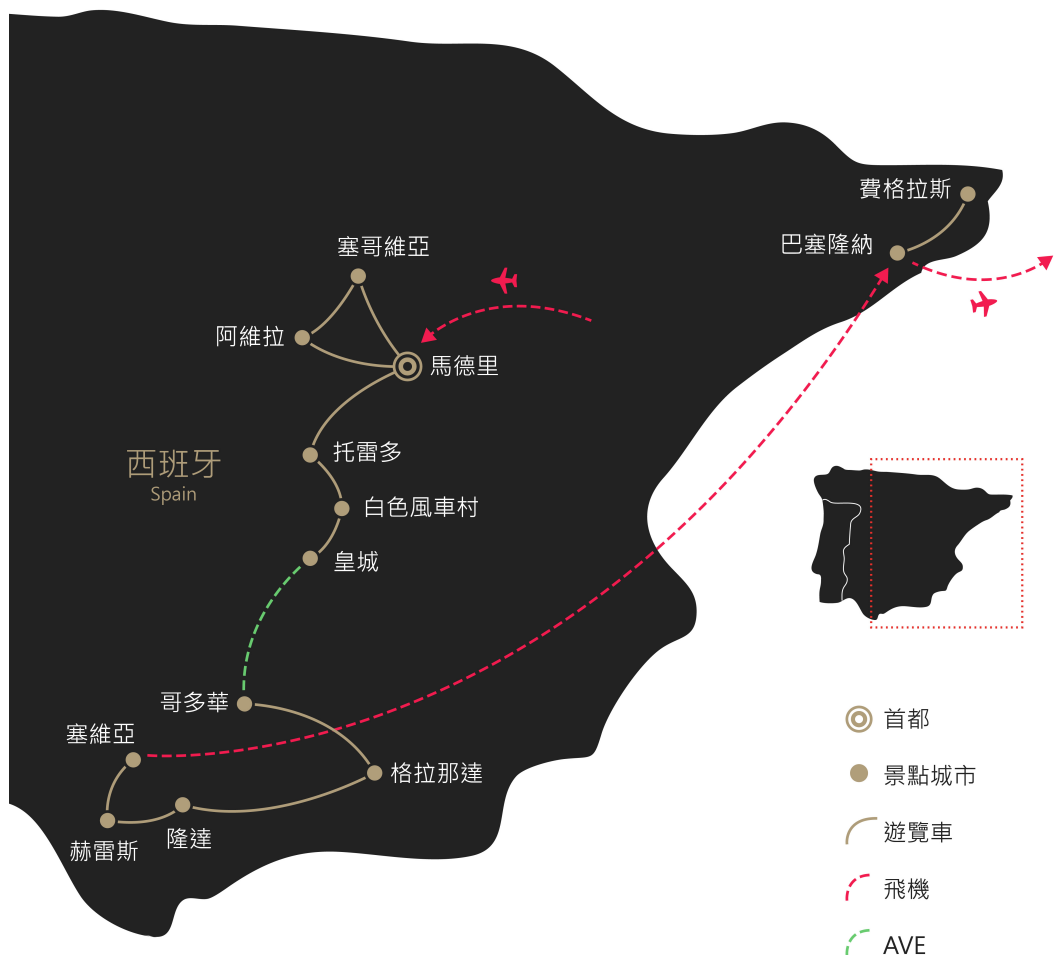 費格拉斯
巴塞隆納
塞哥維亞
阿維拉
馬德里
托雷多
西班牙
Spain
白色風車村
皇城
哥多華
塞維亞
格拉那達
隆達
赫雷斯
首都
景點城市
遊覽車
飛機
AVE